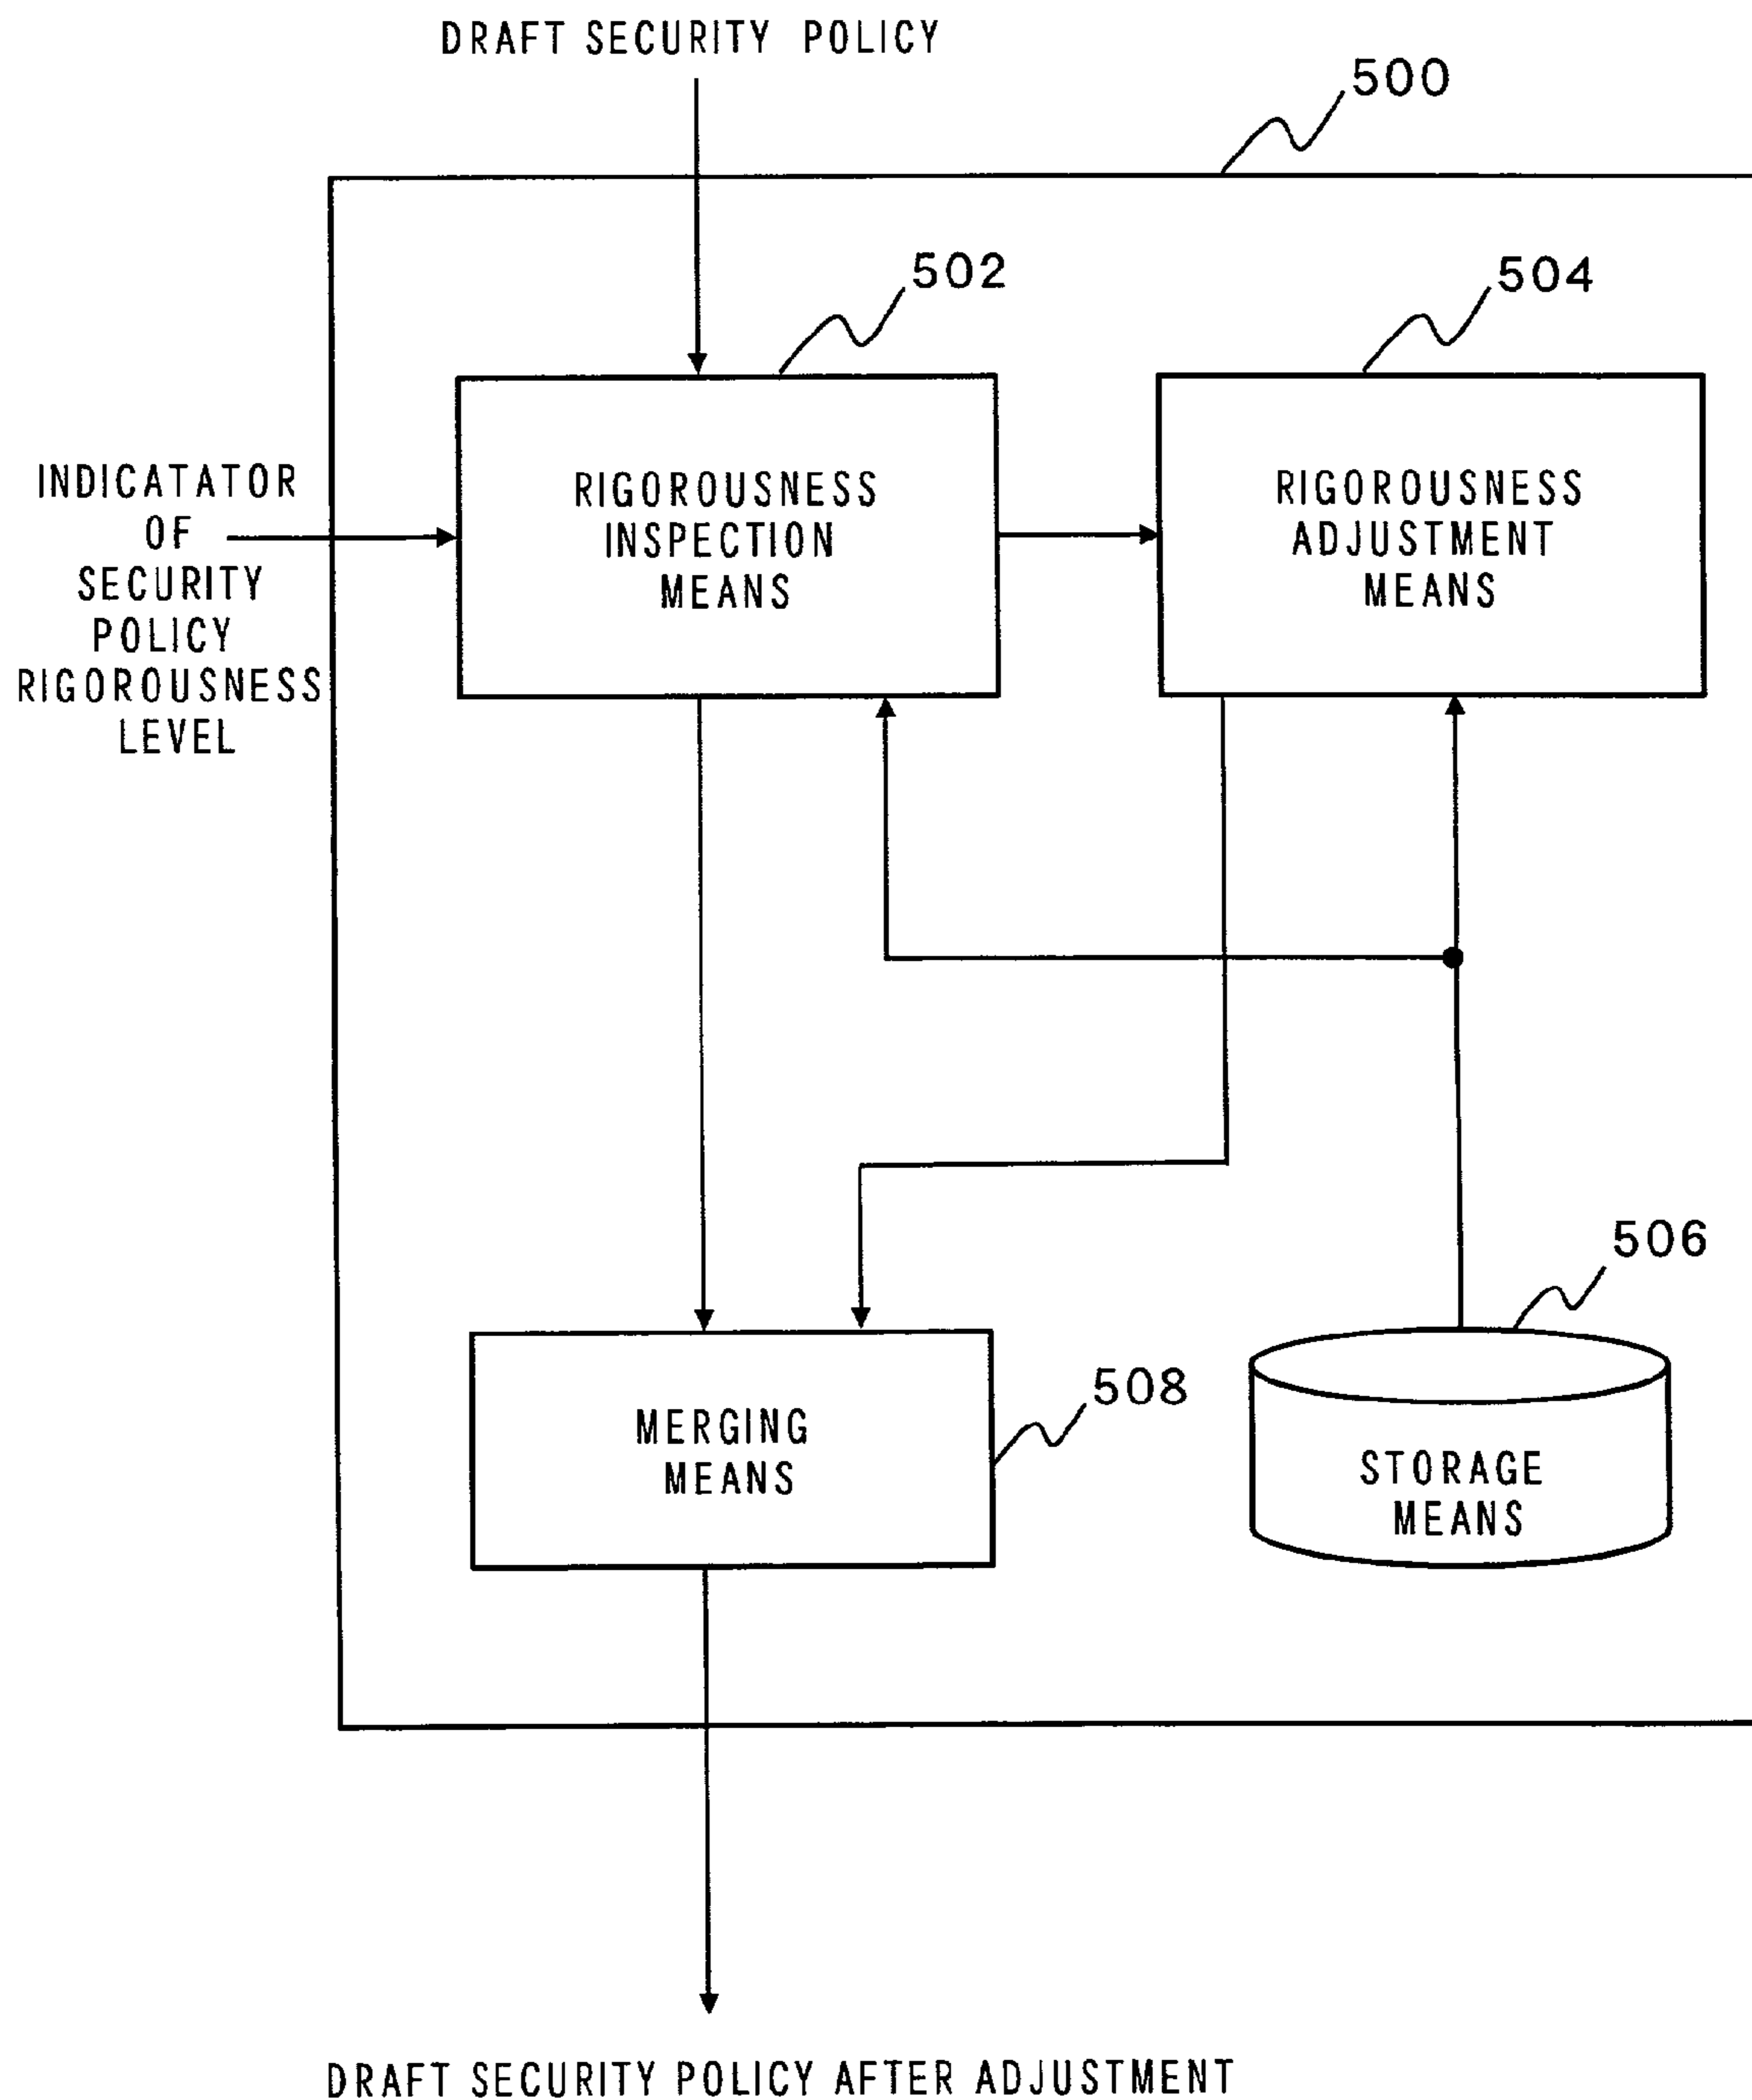 DRAFT SECURITY POLICY
500
502
504
INDICATATOR
OF
SECURITY
POLICY
RIGOROUSNESS
LEVEL
RIGOROUSNESS
INSPECTION
MEANS
RIGOROUSNESS
ADJUSTMENT
MEANS
506
508
MERGING
MEANS
STORAGE
MEANS
DRAFT SECURITY POLICY AFTER ADJUSTMENT